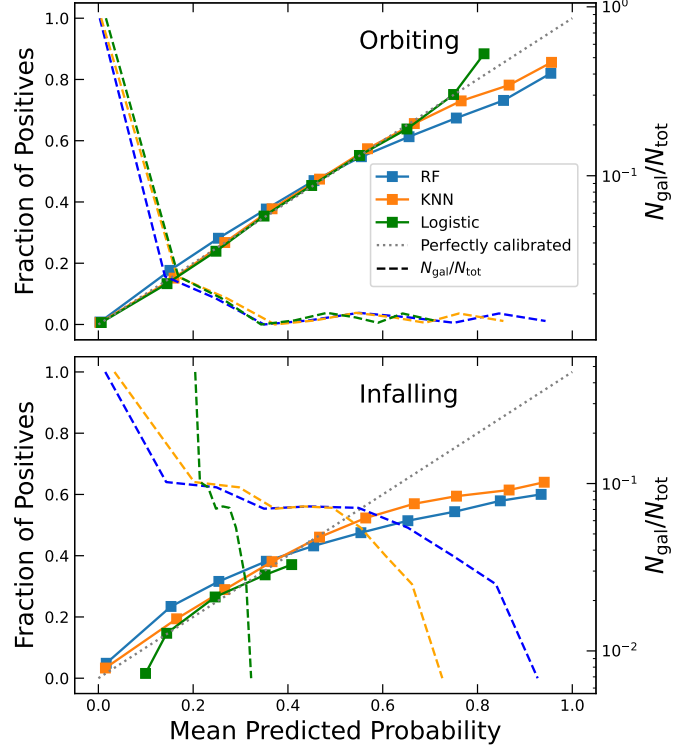 Orbiting
Fraction of Positives
1.0
0.8
0.6
0.4
0.2
0.0
10⁰
10⁻¹
N_gal/N_tot
RF
KNN
Logistic
Perfectly calibrated
N_gal/N_tot
Infalling
Fraction of Positives
1.0
0.8
0.6
0.4
0.2
0.0
10⁻¹
10⁻²
N_gal/N_tot
0.0 0.2 0.4 0.6 0.8 1.0
Mean Predicted Probability